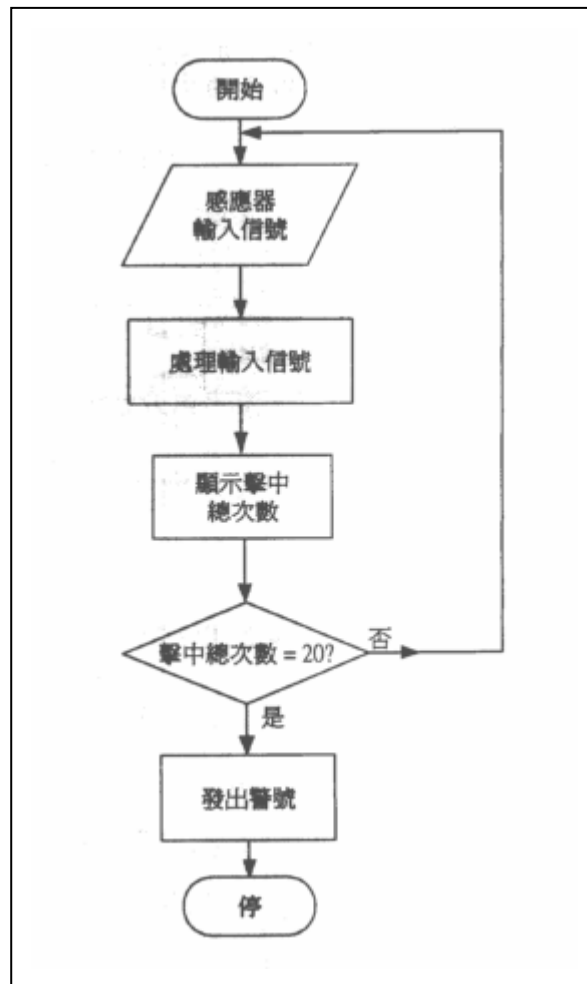 開始
感應器
輸入信號
處理輸入信號
顯示擊中
總次數
擊中總次數 = 20?
否
是
發出警號
停